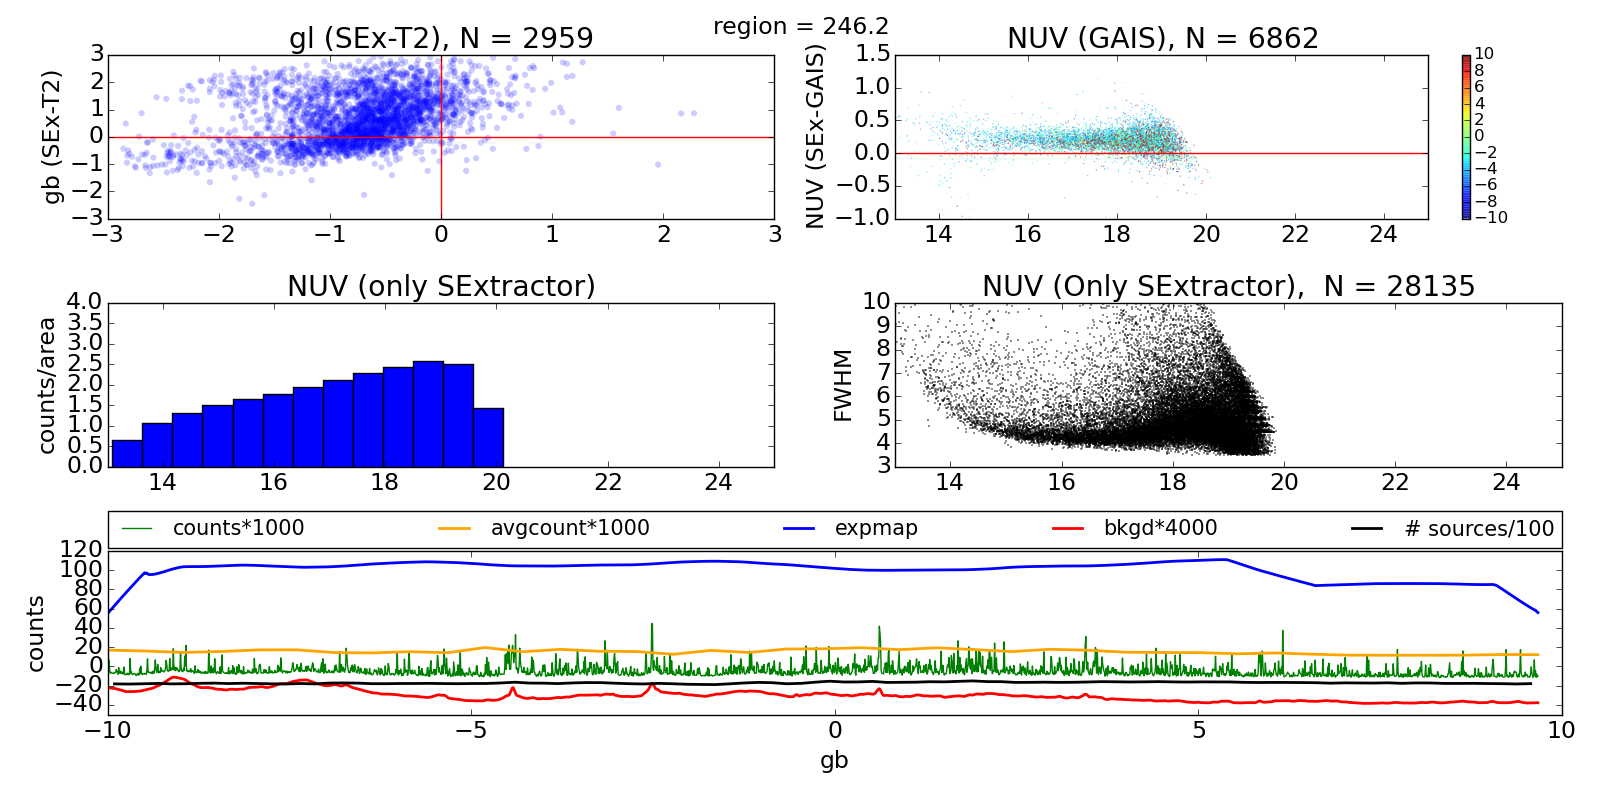 region = 246.2
gl (SEx-T2), N = 2959
NUV (GAIS), N = 6862
gb (SEx-T2)
3
2
1
0
−1
−2
−3
−3 −2 −1 0 1 2 3
NUV (SEx-GAIS)
1.5
1.0
0.5
0.0
−0.5
−1.0
14 16 18 20 22 24
10
8
6
4
2
0
−2
−4
−6
−8
−10
NUV (only SExtractor)
counts/area
4.0
3.5
3.0
2.5
2.0
1.5
1.0
0.5
0.0
14 16 18 20 22 24
NUV (Only SExtractor), N = 28135
FWHM
10
9
8
7
6
5
4
3
14 16 18 20 22 24
counts*1000 avgcount*1000 expmap bkgd*4000 # sources/100
counts
120
100
80
60
40
20
0
−20
−40
−10 −5 0 5 10
gb